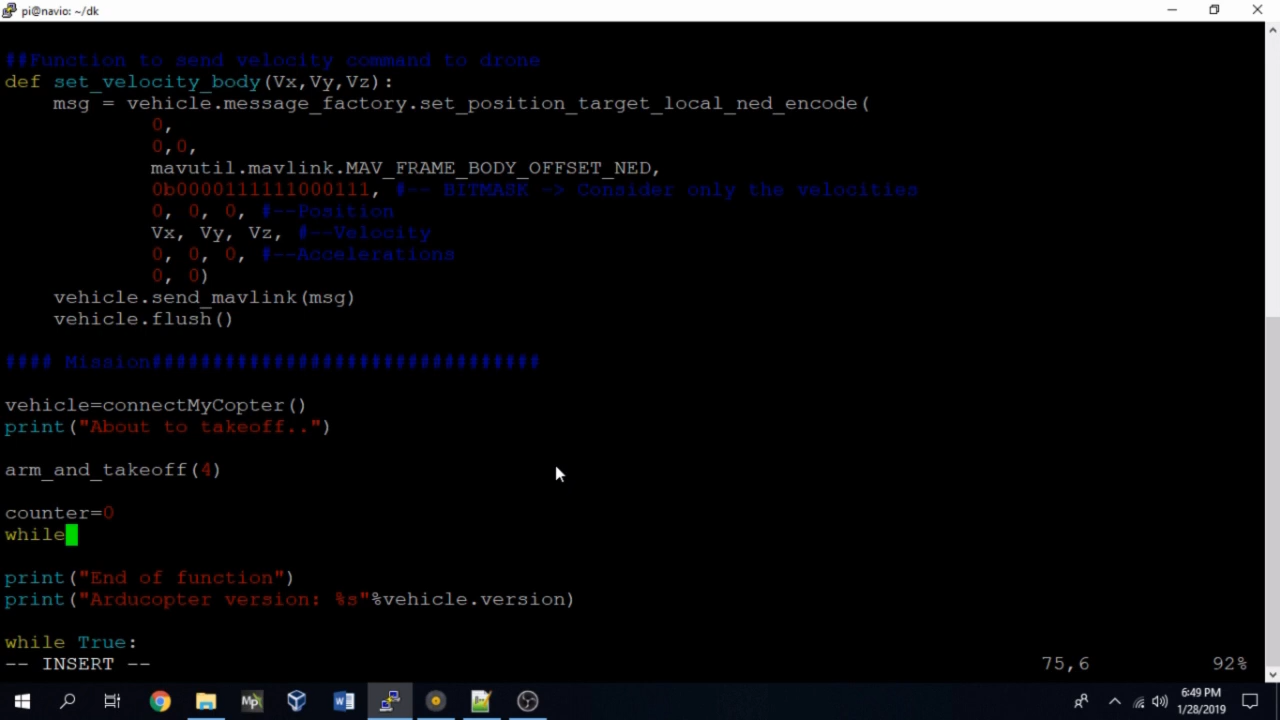 pi@navio: ~/dk
##Function to send velocity command to drone
def set_velocity_body(Vx,Vy,Vz):
    msg = vehicle.message_factory.set_position_target_local_ned_encode(
            0,
            0,0,
            mavutil.mavlink.MAV_FRAME_BODY_OFFSET_NED,
            0b0000111111000111, #-- BITMASK -> Consider only the velocities
            0, 0, 0, #--Position
            Vx, Vy, Vz, #--Velocity
            0, 0, 0, #--Accelerations
            0, 0)
    vehicle.send_mavlink(msg)
    vehicle.flush()
#### Mission################################
vehicle=connectMyCopter()
print("About to takeoff..")
arm_and_takeoff(4)
counter=0
while
print("End of function")
print("Arducopter version: %s"%vehicle.version)
while True:
-- INSERT -- 75,6 92%
Mp
6:49 PM
1/28/2019